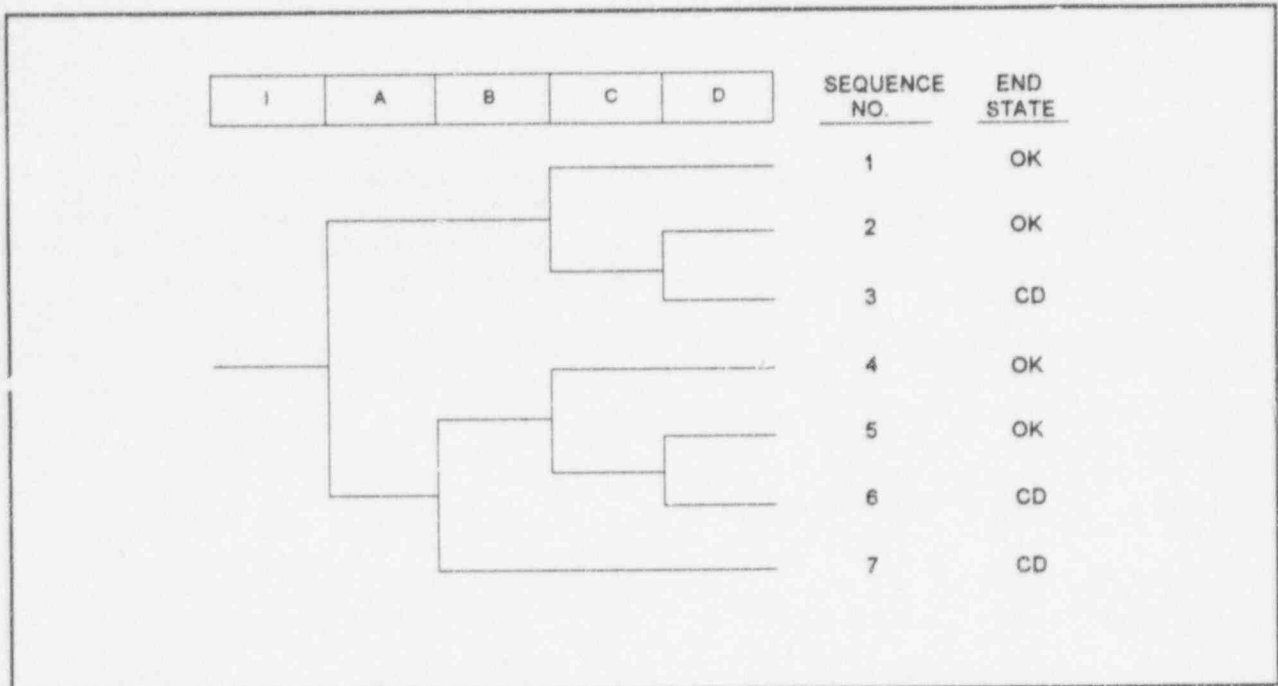 I A B C D
SEQUENCE NO. END STATE
1 OK
2 OK
3 CD
4 OK
5 OK
6 CD
7 CD